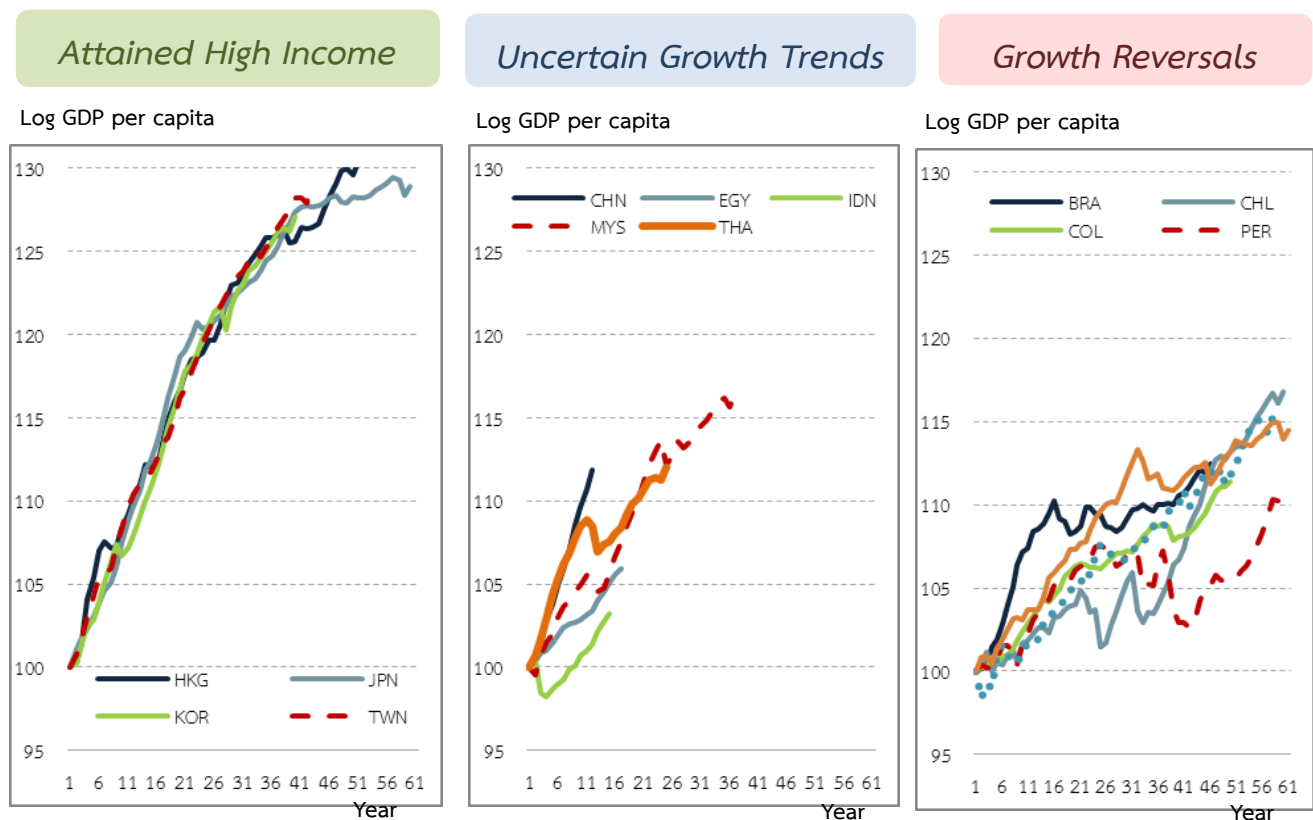 Attained High Income
Uncertain Growth Trends
Growth Reversals
Log GDP per capita
130
125
120
115
110
105
100
95
HKG JPN
KOR TWN
1 6 11 16 21 26 31 36 41 46 51 56 61
Year
Log GDP per capita
130
CHN EGY IDN
MYS THA
125
120
115
110
105
100
95
1 6 11 16 21 26 31 36 41 46 51 56 61
Year
Log GDP per capita
130
BRA CHL
COL PER
125
120
115
110
105
100
95
1 6 11 16 21 26 31 36 41 46 51 56 61
Year